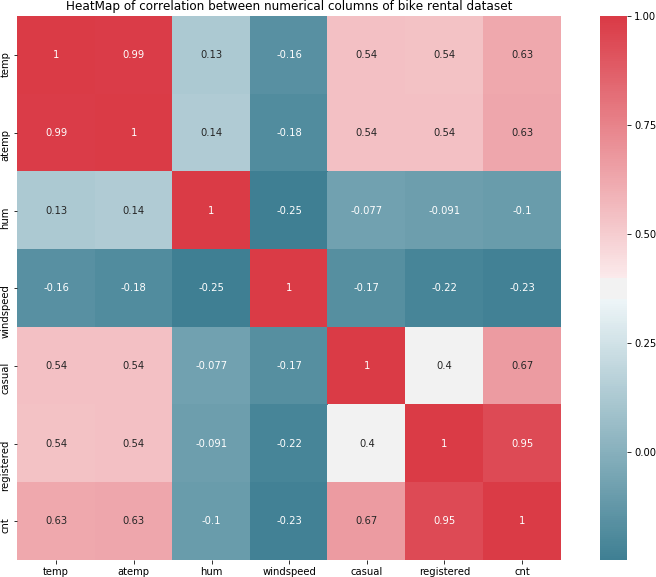 HeatMap of correlation between numerical columns of bike rental dataset
temp 1 0.99 0.13 -0.16 0.54 0.54 0.63
atemp 0.99 1 0.14 -0.18 0.54 0.54 0.63
hum 0.13 0.14 1 -0.25 -0.077 -0.091 -0.1
windspeed -0.16 -0.18 -0.25 1 -0.17 -0.22 -0.23
casual 0.54 0.54 -0.077 -0.17 1 0.4 0.67
registered 0.54 0.54 -0.091 -0.22 0.4 1 0.95
cnt 0.63 0.63 -0.1 -0.23 0.67 0.95 1
temp atemp hum windspeed casual registered cnt
1.00
0.75
0.50
0.25
0.00